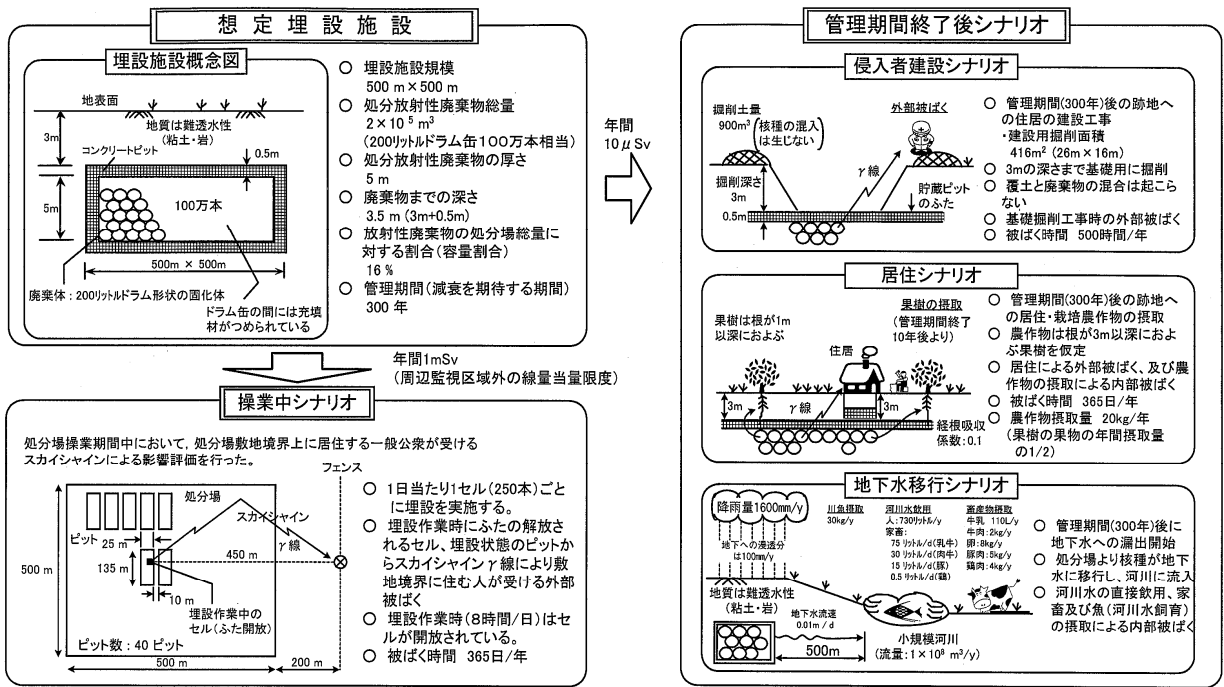 想定埋設施設
埋設施設概念図
地表面
3m
地質は難透水性
(粘土・岩)
コンクリートピット
0.5m
5m
100万本
500m × 500m
廃棄体：200リットルドラム形状の固化体
ドラム缶の間には充填
材がつめられている
○ 埋設施設規模
500 m×500 m
○ 処分放射性廃棄物総量
2×10⁵ m³
(200リットルドラム缶100万本相当)
○ 処分放射性廃棄物の厚さ
5 m
○ 廃棄物までの深さ
3.5 m (3m+0.5m)
○ 放射性廃棄物の処分場総量に
対する割合(容量割合)
16 %
○ 管理期間(減衰を期待する期間)
300 年
年間
10μSv
年間1mSv
(周辺監視区域外の線量当量限度)
操業中シナリオ
処分場操業期間中において，処分場敷地境界上に居住する一般公衆が受ける
スカイシャインによる影響評価を行った。
フェンス
処分場
スカイシャイン
γ線
ピット 25 m
450 m
500 m
135 m
10 m
埋設作業中の
セル(ふた開放)
ピット数：40 ピット
500 m
200 m
○ 1日当たり1セル(250本)ごと
に埋設を実施する。
○ 埋設作業時にふたの解放さ
れるセル、埋設状態のピットか
らスカイシャインγ線により敷
地境界に住む人が受ける外部
被ばく
○ 埋設作業時(8時間/日)はセ
ルが開放されている。
○ 被ばく時間 365日/年
管理期間終了後シナリオ
侵入者建設シナリオ
掘削土量
900m³
(核種の混入
は生じない)
外部被ばく
γ線
掘削深さ
3m
貯蔵ピット
のふた
0.5m
○ 管理期間(300年)後の跡地へ
の住居の建設工事
・建設用掘削面積
416m² (26m×16m)
○ 3mの深さまで基礎用に掘削
○ 覆土と廃棄物の混合は起こら
ない
○ 基礎掘削工事時の外部被ばく
○ 被ばく時間 500時間/年
居住シナリオ
果樹は根が1m
以深におよぶ
果樹の摂取
(管理期間終了
10年後より)
住居
3m
γ線
3m
経根吸収
係数：0.1
○ 管理期間(300年)後の跡地へ
の居住・栽培農作物の摂取
○ 農作物は根が3m以深におよ
ぶ果樹を仮定
○ 居住による外部被ばく、及び農
作物の摂取による内部被ばく
○ 被ばく時間 365日/年
○ 農作物摂取量 20kg/年
(果樹の果物の年間摂取量
の1/2)
地下水移行シナリオ
降雨量1600mm/y
地下への浸透分
は100mm/y
川魚摂取
30kg/y
河川水飲用
人：730リットル/y
家畜：
75 リットル/d(乳牛)
30 リットル/d(肉牛)
15 リットル/d(豚)
0.5 リットル/d(鶏)
畜産物摂取
牛乳 110L/y
牛肉：2kg/y
卵：8kg/y
豚肉：5kg/y
鶏肉：4kg/y
地質は難透水性
(粘土・岩)
地下水流速
0.01m／d
500m
小規模河川
(流量：1×10⁸ m³/y)
○ 管理期間(300年)後に
地下水への漏出開始
○ 処分場より核種が地下
水に移行し、河川に流入
○ 河川水の直接飲用、家
畜及び魚(河川水飼育)
の摂取による内部被ばく